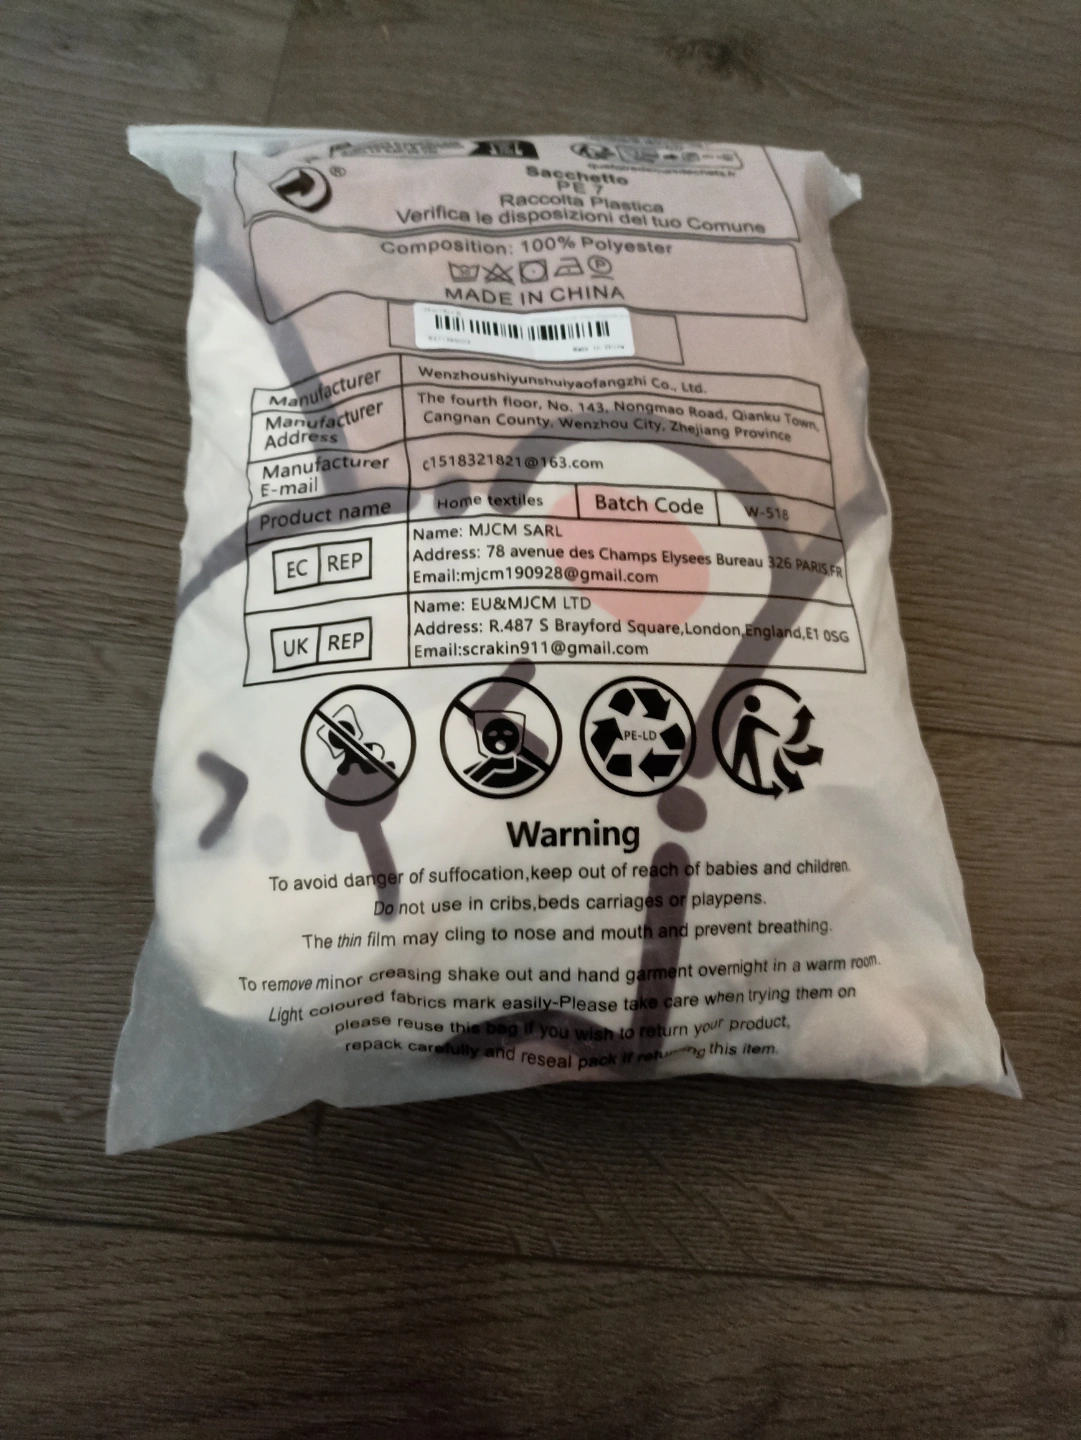 ®
Sacchetto
PE 7
Raccolta Plastica
Verifica le disposizioni del tuo Comune
Composition: 100% Polyester
P
MADE IN CHINA
Made in China
Manufacturer
Wenzhoushiyunshuiyaofangzhi Co., Ltd.
Manufacturer Address
The fourth floor, No. 143, Nongmao Road, Qianku Town,
Cangnan County, Wenzhou City, Zhejiang Province
Manufacturer E-mail
c1518321821@163.com
Product name
Home textiles
Batch Code
W-518
EC REP
Name: MJCM SARL
Address: 78 avenue des Champs Elysees Bureau 326 PARIS,FR
Email:mjcm190928@gmail.com
UK REP
Name: EU&MJCM LTD
Address: R.487 S Brayford Square,London,England,E1 0SG
Email:scrakin911@gmail.com
PE-LD
Warning
To avoid danger of suffocation,keep out of reach of babies and children.
Do not use in cribs,beds carriages or playpens.
The thin film may cling to nose and mouth and prevent breathing.
To remove minor creasing shake out and hand garment overnight in a warm room.
Light coloured fabrics mark easily-Please take care when trying them on
please reuse this bag if you wish to return your product,
repack carefully and reseal pack if returning this item.